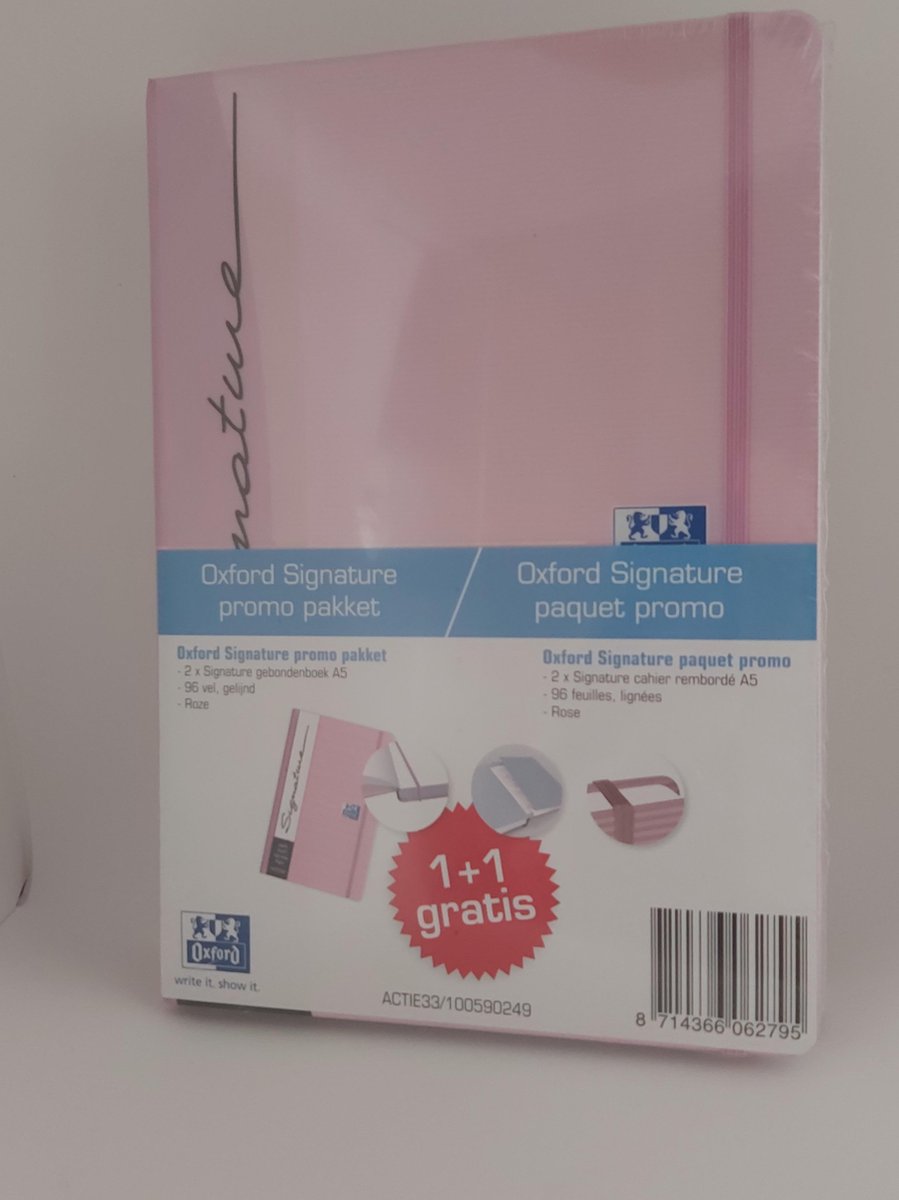 nature
Oxford Signature
promo pakket
Oxford Signature
paquet promo
Oxford Signature promo pakket
- 2 x Signature gebondenboek A5
- 96 vel, gelijnd
- Roze
Oxford Signature paquet promo
- 2 x Signature cahier rembordé A5
- 96 feuilles, lignées
- Rose
Signature
1+1
gratis
Oxford
write it. show it.
ACTIE33/100590249
8 714366 062795